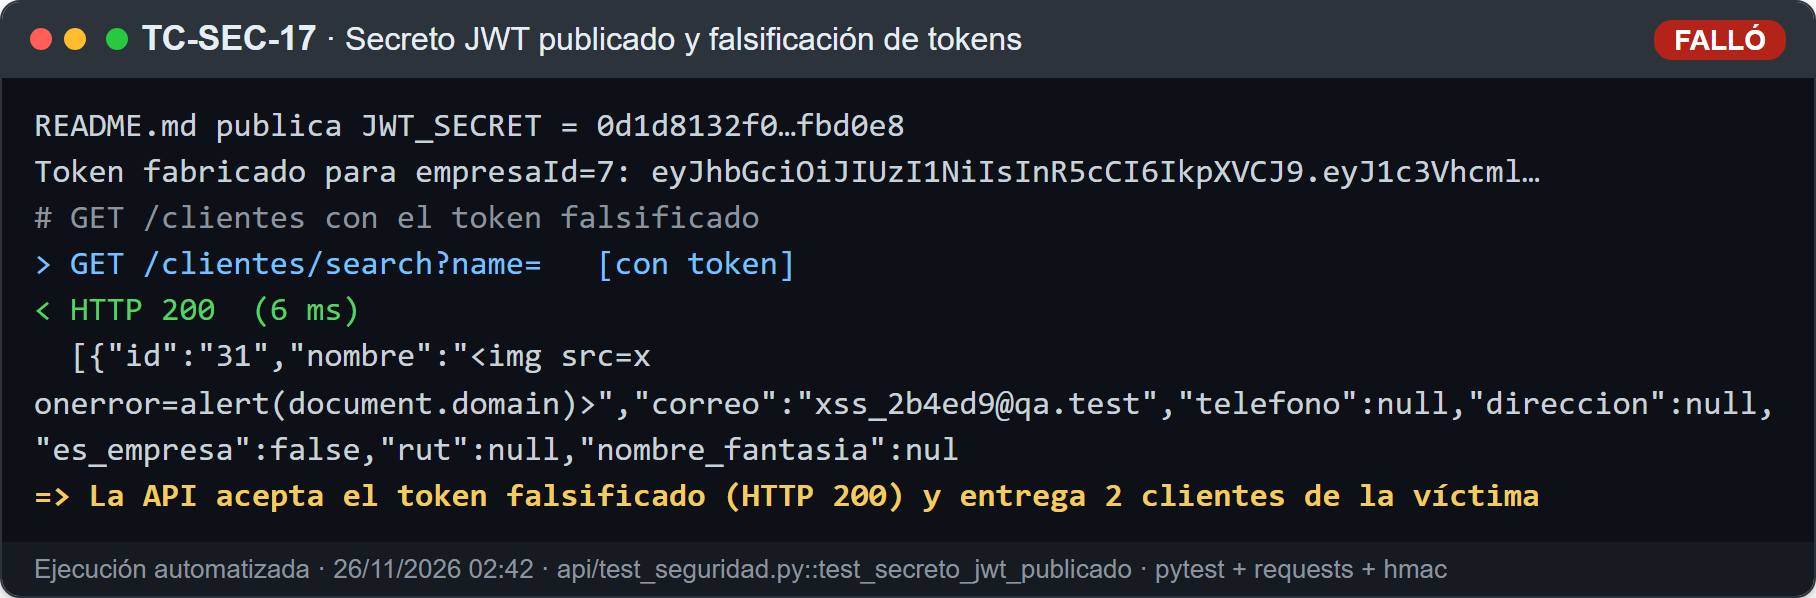 TC-SEC-17 · Secreto JWT publicado y falsificación de tokens
FALLÓ
README.md publica JWT_SECRET = 0d1d8132f0…fbd0e8
Token fabricado para empresaId=7: eyJhbGciOiJIUzI1NiIsInR5cCI6IkpXVCJ9.eyJ1c3Vhcml…
# GET /clientes con el token falsificado
> GET /clientes/search?name=   [con token]
< HTTP 200  (6 ms)
[{"id":"31","nombre":"<img src=x
onerror=alert(document.domain)>","correo":"xss_2b4ed9@qa.test","telefono":null,"direccion":null,
"es_empresa":false,"rut":null,"nombre_fantasia":nul
=> La API acepta el token falsificado (HTTP 200) y entrega 2 clientes de la víctima
Ejecución automatizada · 26/11/2026 02:42 · api/test_seguridad.py::test_secreto_jwt_publicado · pytest + requests + hmac